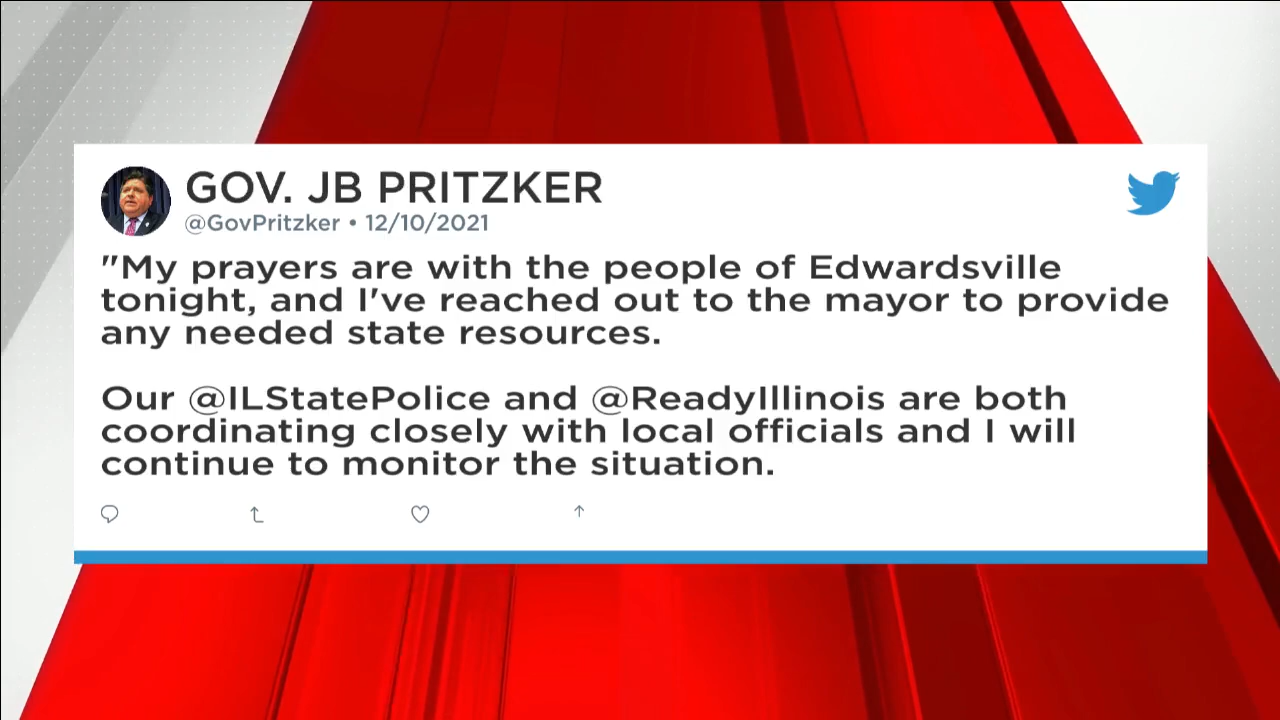 GOV. JB PRITZKER
@GovPritzker • 12/10/2021
"My prayers are with the people of Edwardsville
tonight, and I've reached out to the mayor to provide
any needed state resources.
Our @ILStatePolice and @ReadyIllinois are both
coordinating closely with local officials and I will
continue to monitor the situation.